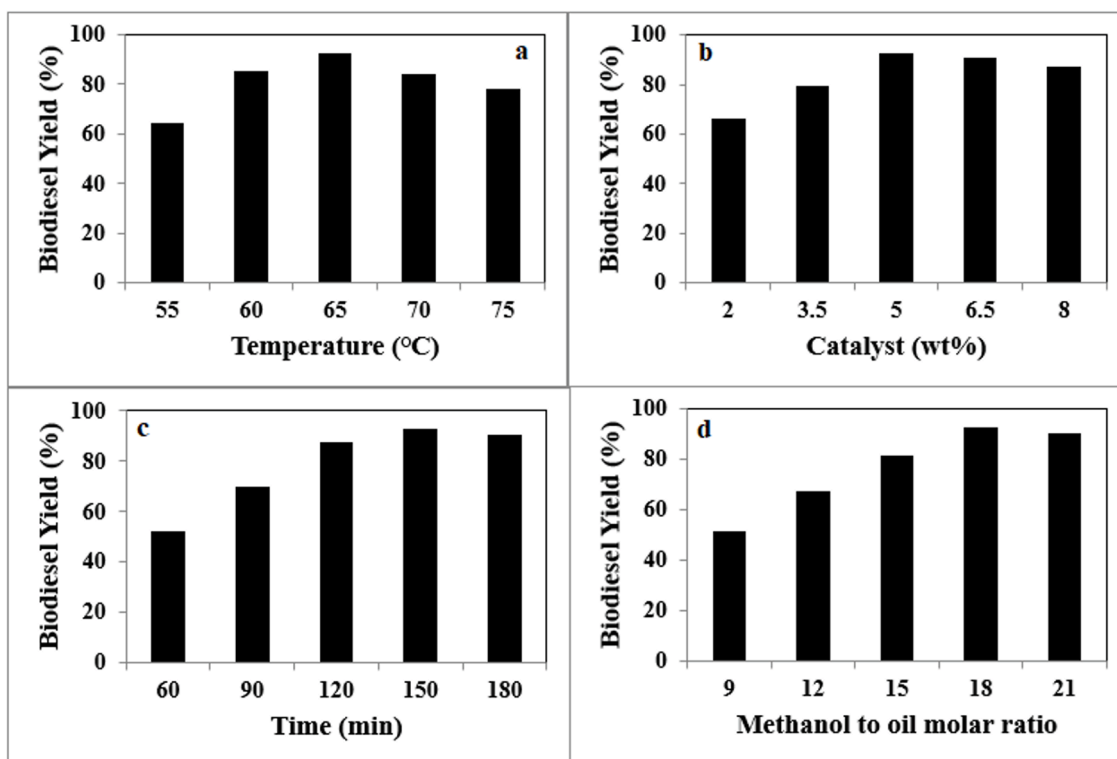 a
Biodiesel Yield (%)
100
80
60
40
20
0
55 60 65 70 75
Temperature (°C)
b
Biodiesel Yield (%)
100
80
60
40
20
0
2 3.5 5 6.5 8
Catalyst (wt%)
c
Biodiesel Yield (%)
100
80
60
40
20
0
60 90 120 150 180
Time (min)
d
Biodiesel Yield (%)
100
80
60
40
20
0
9 12 15 18 21
Methanol to oil molar ratio